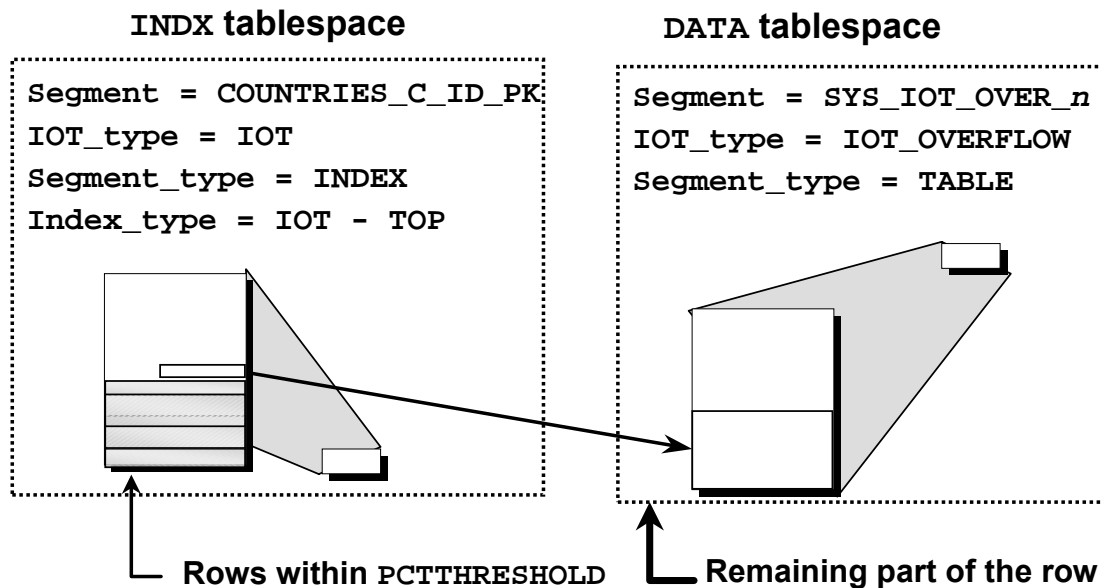 INDX tablespace
DATA tablespace
Segment = COUNTRIES_C_ID_PK
IOT_type = IOT
Segment_type = INDEX
Index_type = IOT - TOP
Segment = SYS_IOT_OVER_n
IOT_type = IOT_OVERFLOW
Segment_type = TABLE
Rows within PCTTHRESHOLD
Remaining part of the row